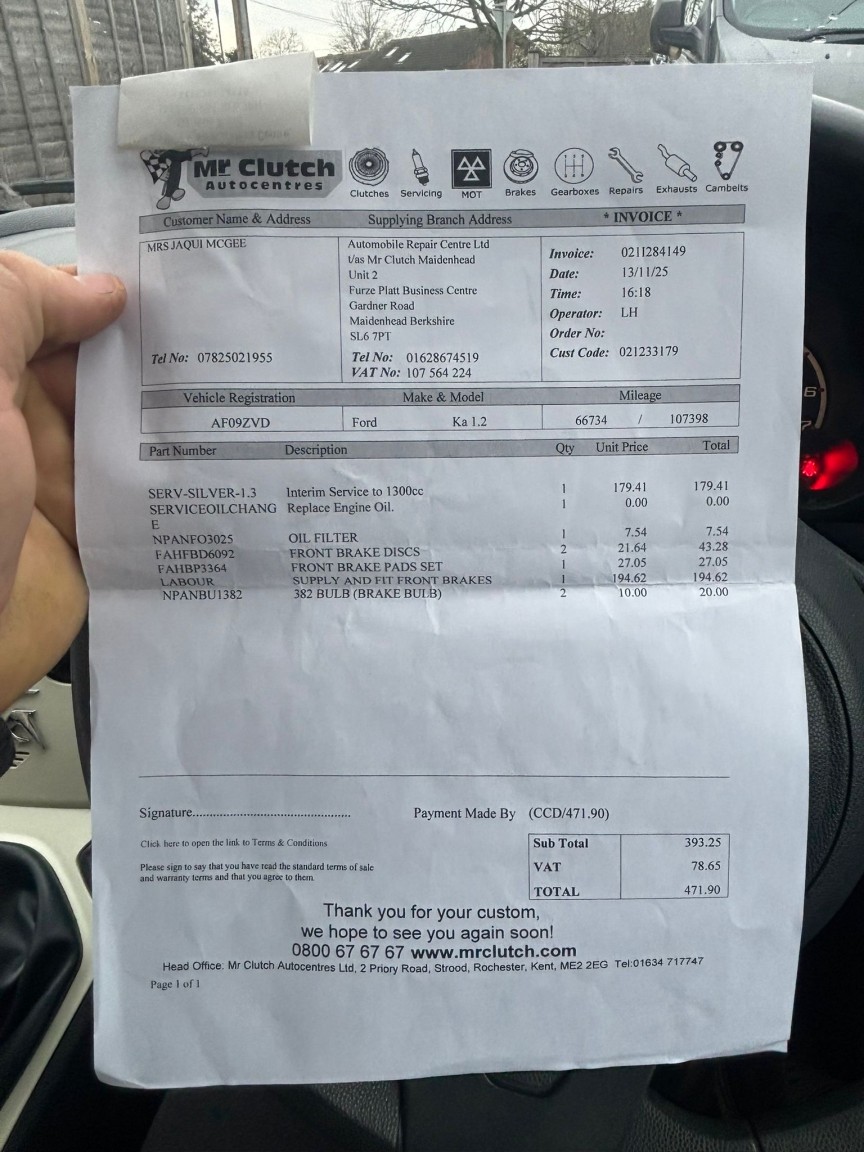 Mr Clutch
Autocentres
Clutches Servicing MOT Brakes Gearboxes Repairs Exhausts Cambelts
Customer Name & Address Supplying Branch Address * INVOICE *
MRS JAQUI MCGEE
Tel No: 07825021955
Automobile Repair Centre Ltd
t/as Mr Clutch Maidenhead
Unit 2
Furze Platt Business Centre
Gardner Road
Maidenhead Berkshire
SL6 7PT
Tel No: 01628674519
VAT No: 107 564 224
Invoice: 0211284149
Date: 13/11/25
Time: 16:18
Operator: LH
Order No:
Cust Code: 021233179
Vehicle Registration Make & Model Mileage
AF09ZVD Ford Ka 1.2 66734 / 107398
Part Number Description Qty Unit Price Total
SERV-SILVER-1.3 Interim Service to 1300cc 1 179.41 179.41
SERVICEOILCHANG Replace Engine Oil. 1 0.00 0.00
E
NPANFO3025 OIL FILTER 1 7.54 7.54
FAHFBD6092 FRONT BRAKE DISCS 2 21.64 43.28
FAHBP3364 FRONT BRAKE PADS SET 1 27.05 27.05
LABOUR SUPPLY AND FIT FRONT BRAKES 1 194.62 194.62
NPANBU1382 382 BULB (BRAKE BULB) 2 10.00 20.00
Signature........................................ Payment Made By (CCD/471.90)
Click here to open the link to Terms & Conditions
Please sign to say that you have read the standard terms of sale
and warranty terms and that you agree to them.
Sub Total 393.25
VAT 78.65
TOTAL 471.90
Thank you for your custom,
we hope to see you again soon!
0800 67 67 67 www.mrclutch.com
Head Office: Mr Clutch Autocentres Ltd, 2 Priory Road, Strood, Rochester, Kent, ME2 2EG Tel:01634 717747
Page 1 of 1
6
7